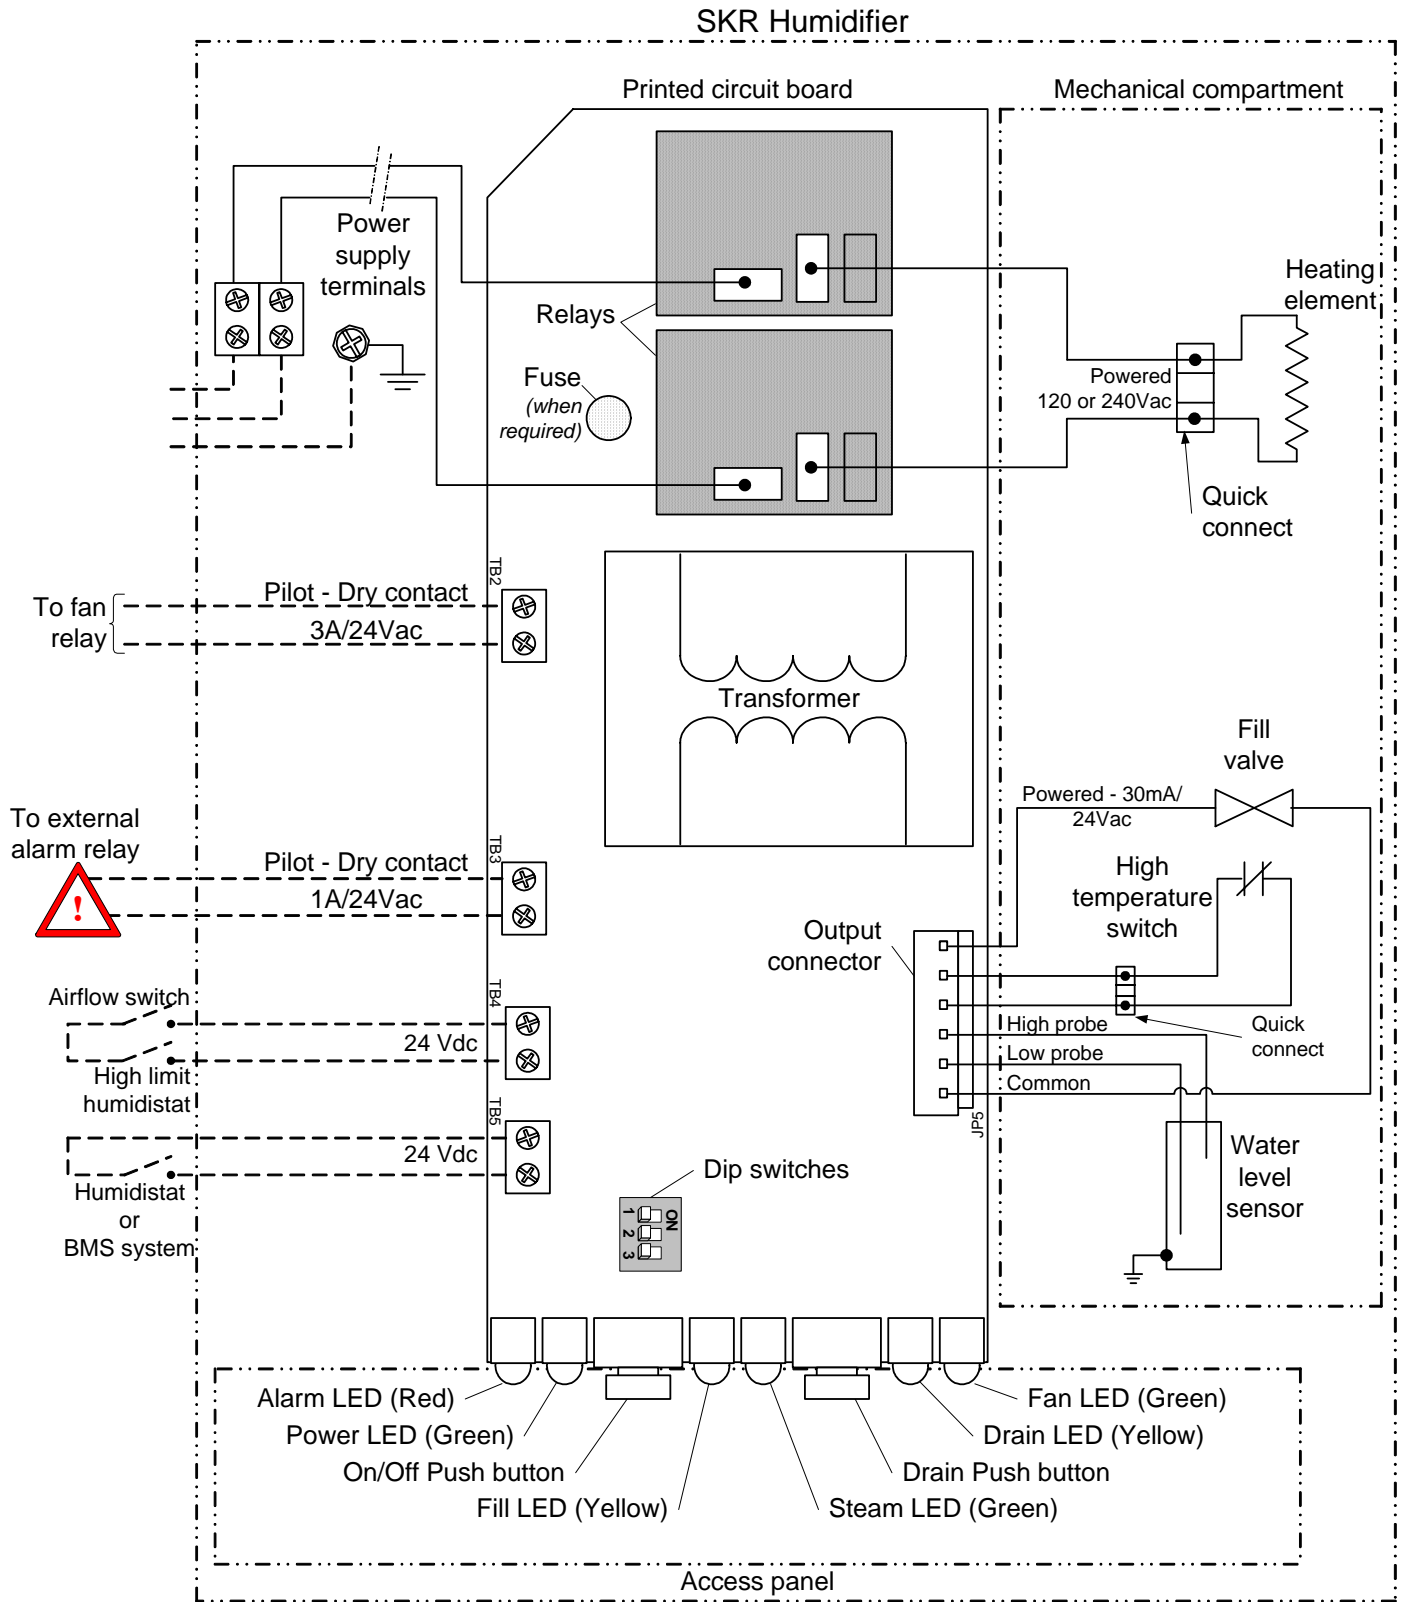 SKR Humidifier
Printed circuit board
Mechanical compartment
Power
supply
terminals
Relays
Fuse
(when
required)
Heating
element
Powered
120 or 240Vac
Quick
connect
TB2
To fan
relay
Pilot - Dry contact
3A/24Vac
Transformer
Fill
valve
Powered - 30mA/
24Vac
To external
alarm relay
!
TB3
Pilot - Dry contact
1A/24Vac
High
temperature
switch
Output
connector
Airflow switch
TB4
24 Vdc
High limit
humidistat
High probe
Low probe
Common
Quick
connect
JP5
TB5
24 Vdc
Humidistat
or
BMS system
Dip switches
ON
1
2
3
Water
level
sensor
Alarm LED (Red)
Fan LED (Green)
Power LED (Green)
Drain LED (Yellow)
On/Off Push button
Drain Push button
Fill LED (Yellow)
Steam LED (Green)
Access panel